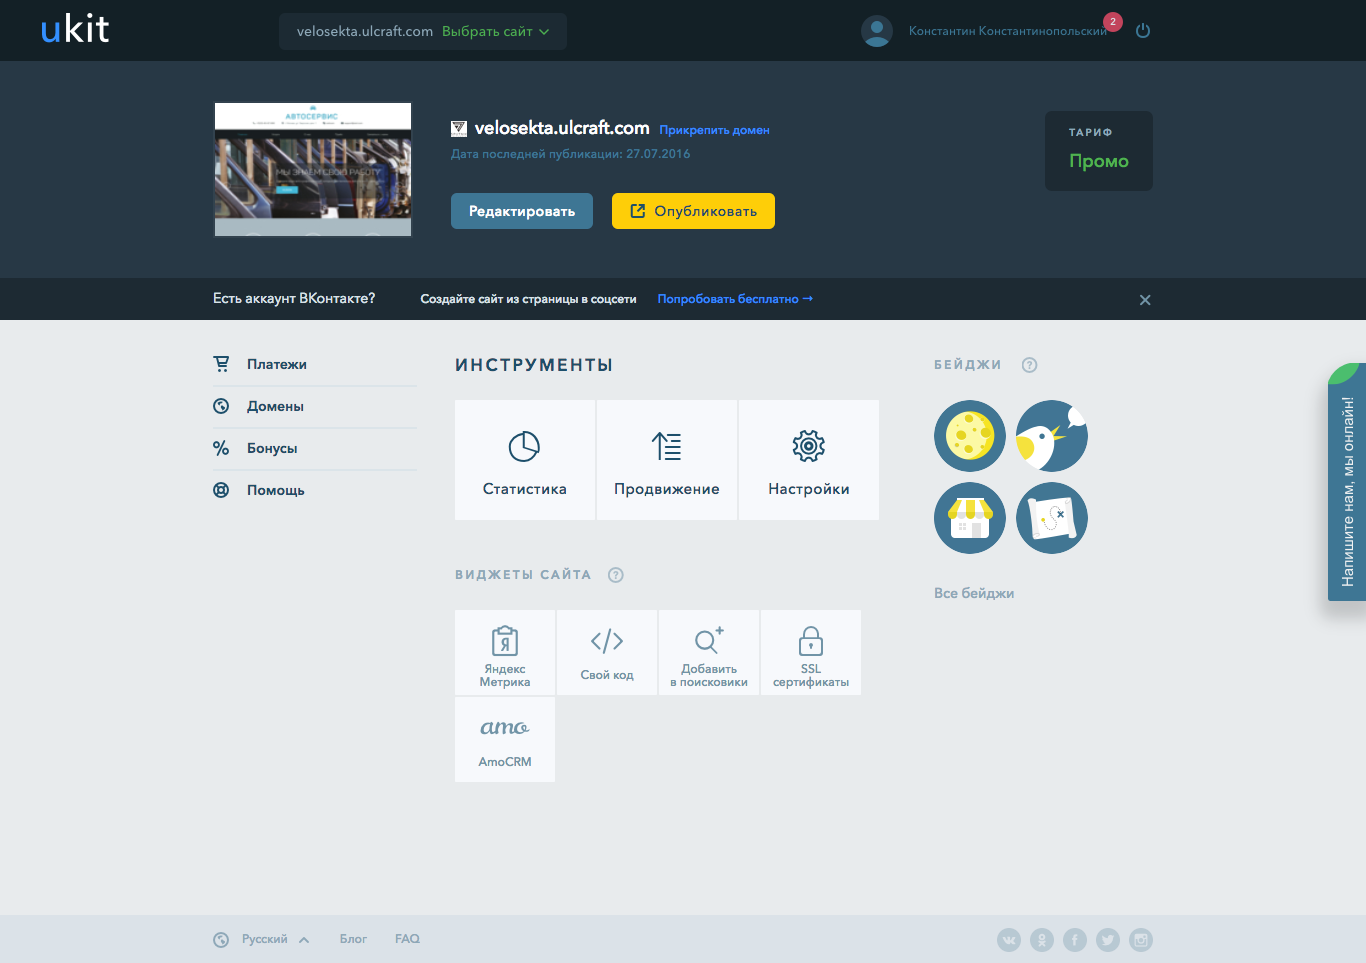 ukit
velosekta.ulcraft.com Выбрать сайт
Константин Константинопольский
2
АВТОСЕРВИС
МЫ ЗНАЕМ СВОЮ РАБОТУ
velosekta.ulcraft.com Прикрепить домен
Дата последней публикации: 27.07.2016
Редактировать
Опубликовать
ТАРИФ
Промо
Есть аккаунт ВКонтакте?
Создайте сайт из страницы в соцсети
Попробовать бесплатно →
Платежи
Домены
Бонусы
Помощь
ИНСТРУМЕНТЫ
Статистика
Продвижение
Настройки
ВИДЖЕТЫ САЙТА ?
Яндекс
Метрика
Свой код
Добавить
в поисковики
SSL
сертификаты
amo
AmoCRM
БЕЙДЖИ ?
Все бейджи
Напишите нам, мы онлайн!
Русский
Блог
FAQ